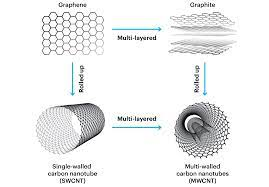 Graphene
Graphite
Multi-layered
Rolled up
Rolled up
Multi-layered
Single-walled
carbon nanotube
(SWCNT)
Multi-walled
carbon nanotubes
(MWCNT)